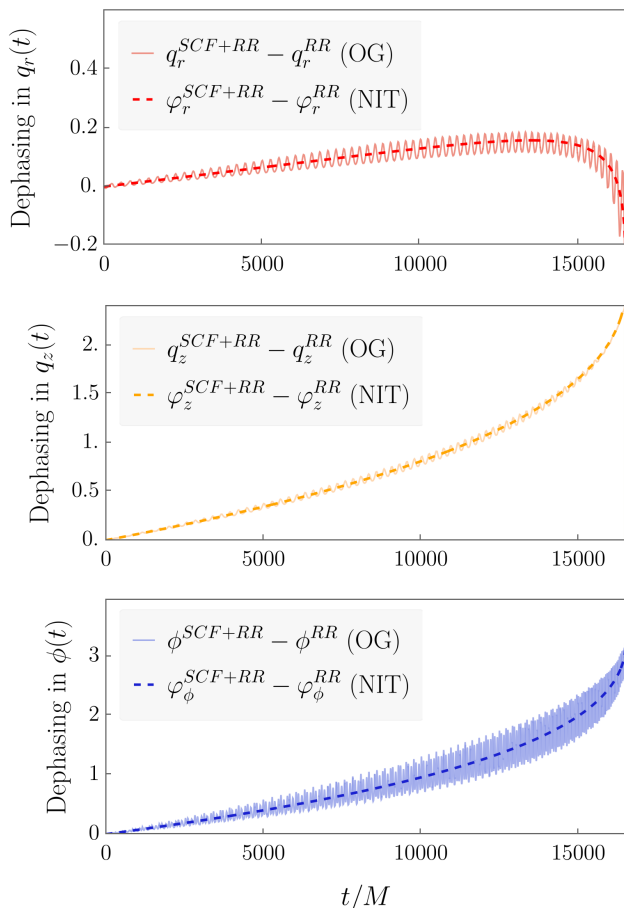 Dephasing in q_r(t)
q_r^{SCF+RR} − q_r^{RR} (OG)
φ_r^{SCF+RR} − φ_r^{RR} (NIT)
0.4
0.2
0.
−0.2
0 5000 10000 15000
Dephasing in q_z(t)
q_z^{SCF+RR} − q_z^{RR} (OG)
φ_z^{SCF+RR} − φ_z^{RR} (NIT)
2.
1.5
1.
0.5
0.
0 5000 10000 15000
Dephasing in ϕ(t)
ϕ^{SCF+RR} − ϕ^{RR} (OG)
φ_ϕ^{SCF+RR} − φ_ϕ^{RR} (NIT)
3
2
1
0
0 5000 10000 15000
t/M